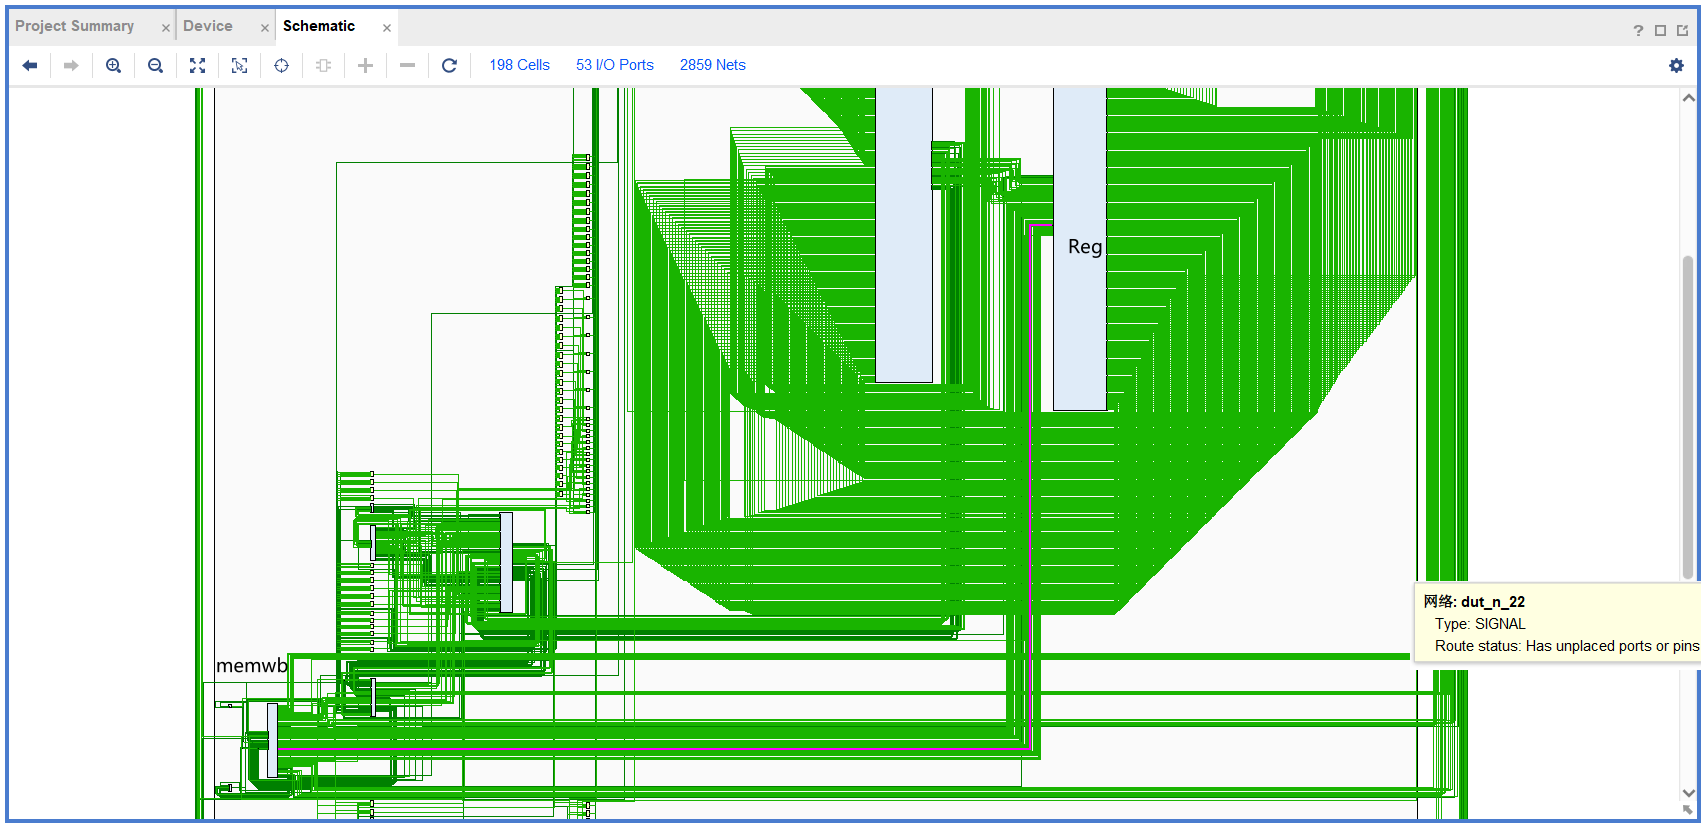 Project Summary
Device
Schematic
198 Cells
53 I/O Ports
2859 Nets
Reg
网络: dut_n_22
Type: SIGNAL
Route status: Has unplaced ports or pins
memwb